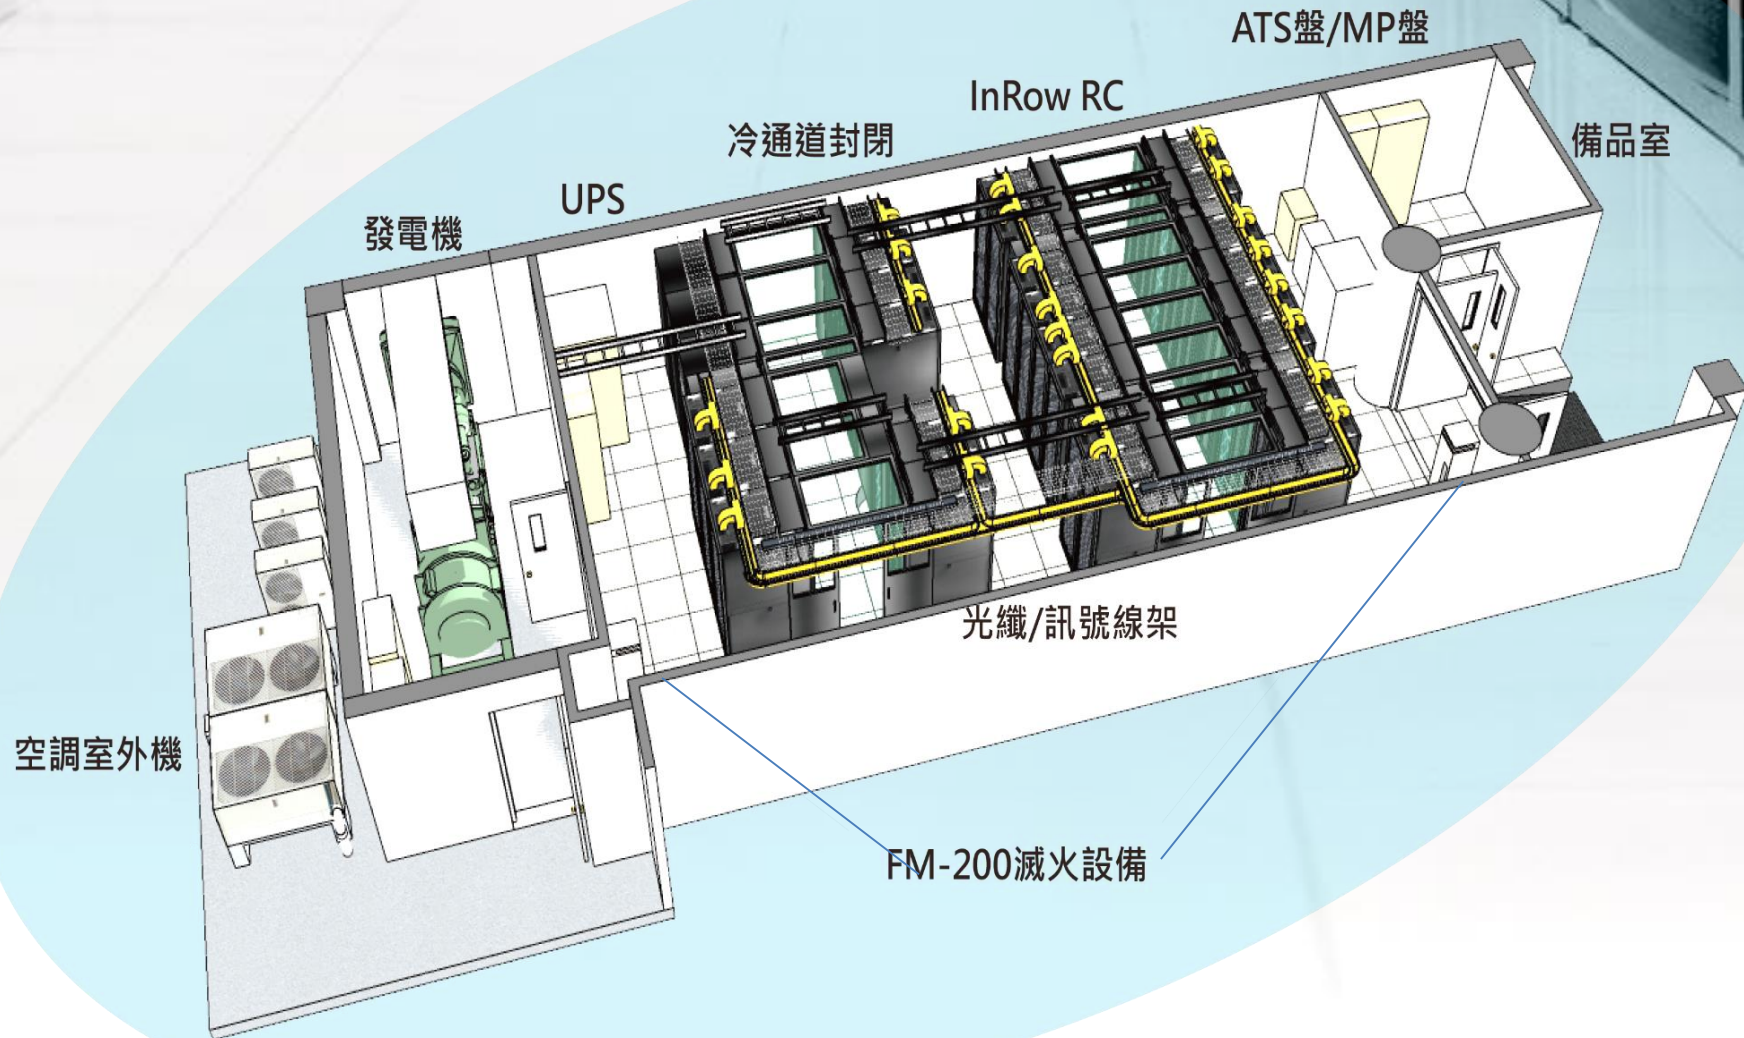 ATS盤/MP盤
InRow RC
冷通道封閉
備品室
UPS
發電機
光纖/訊號線架
空調室外機
FM-200滅火設備